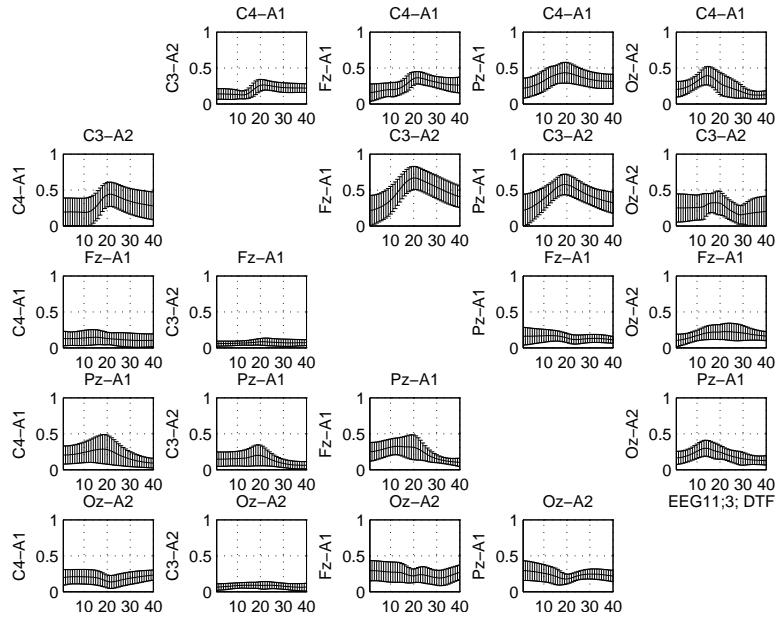 C4−A1 C4−A1 C4−A1 C4−A1
C3−A2 Fz−A1 Pz−A1 Oz−A2
1 0.5 0 1 0.5 0 1 0.5 0 1 0.5 0
10 20 30 40 10 20 30 40 10 20 30 40 10 20 30 40
C3−A2 C3−A2 C3−A2 C3−A2
C4−A1 Fz−A1 Pz−A1 Oz−A2
1 0.5 0 1 0.5 0 1 0.5 0 1 0.5 0
10 20 30 40 10 20 30 40 10 20 30 40 10 20 30 40
Fz−A1 Fz−A1 Fz−A1 Fz−A1
C4−A1 C3−A2 Pz−A1 Oz−A2
1 0.5 0 1 0.5 0 1 0.5 0 1 0.5 0
10 20 30 40 10 20 30 40 10 20 30 40 10 20 30 40
Pz−A1 Pz−A1 Pz−A1 Pz−A1
C4−A1 C3−A2 Fz−A1 Oz−A2
1 0.5 0 1 0.5 0 1 0.5 0 1 0.5 0
10 20 30 40 10 20 30 40 10 20 30 40 10 20 30 40
EEG11;3; DTF
Oz−A2 Oz−A2 Oz−A2 Oz−A2
C4−A1 C3−A2 Fz−A1 Pz−A1
1 0.5 0 1 0.5 0 1 0.5 0 1 0.5 0
10 20 30 40 10 20 30 40 10 20 30 40 10 20 30 40